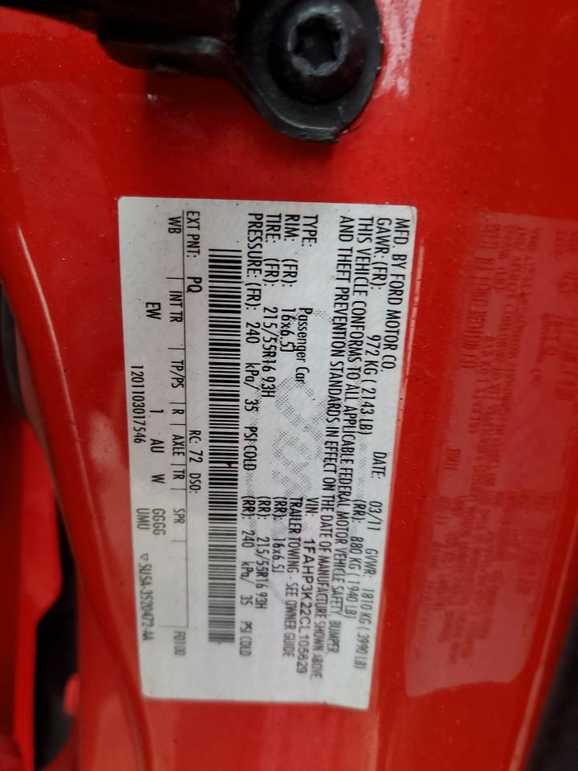 MFD. BY FORD MOTOR CO.
DATE: 03/11 GVWR: 1810 KG ( 3990 LB)
GAWR: (FR): 972 KG ( 2143 LB) (RR): 880 KG ( 1940 LB)
THIS VEHICLE CONFORMS TO ALL APPLICABLE FEDERAL MOTOR VEHICLE SAFETY, BUMPER,
AND THEFT PREVENTION STANDARDS IN EFFECT ON THE DATE OF MANUFACTURE SHOWN ABOVE.
VIN: 1FAHP3K22CL105629
TYPE: Passenger Car TRAILER TOWING - SEE OWNER GUIDE
RIM: (FR): 16x6.5J (RR): 16x6.5J
TIRE: (FR): 215/55R16 93H (RR): 215/55R16 93H
PRESSURE: (FR): 240 kPa/ 35 PSI COLD (RR): 240 kPa/ 35 PSI COLD
EXT PNT: PQ RC: 72 DSO: F0100
WB INT TR TP/PS R AXLE TR SPR
EW 1 AU W GGGG UMU
1201103017546 ▽ 5U5A-3520472-AA